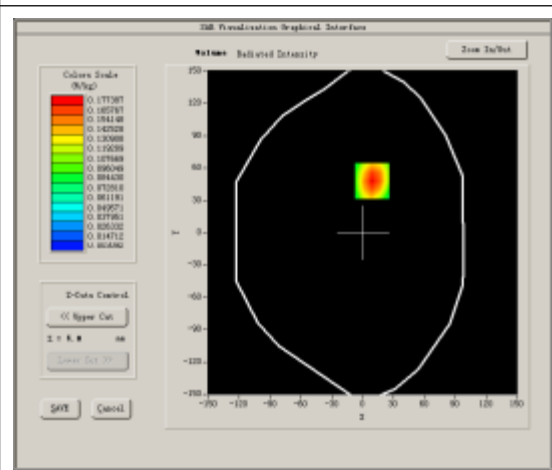 SAR Visualisation Graphical Interface
Volume Radiated Intensity
Zoom In/Out
Colors Scale
(W/kg)
0.177387
0.165767
0.154148
0.142528
0.130908
0.119289
0.107669
0.096049
0.084430
0.072810
0.061191
0.049571
0.037951
0.026332
0.014712
150
120
90
60
30
0
-30
-60
-90
-120
-150
Y
-150 -120 -90 -60 -30 0 30 60 90 120 150
X
Z-Cuts Control
<< Upper Cut
mm
Lower Cut >>
SAVE
Cancel